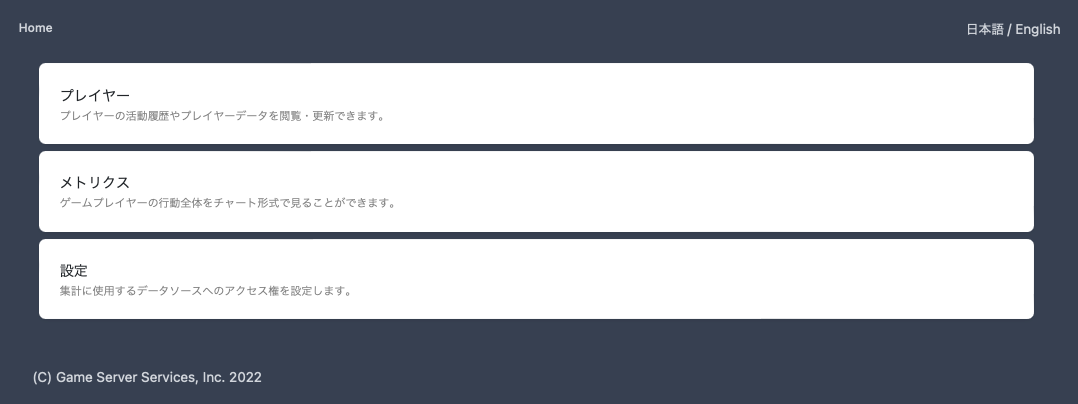 Home
日本語 / English
プレイヤー
プレイヤーの活動履歴やプレイヤーデータを閲覧・更新できます。
メトリクス
ゲームプレイヤーの行動全体をチャート形式で見ることができます。
設定
集計に使用するデータソースへのアクセス権を設定します。
(C) Game Server Services, Inc. 2022